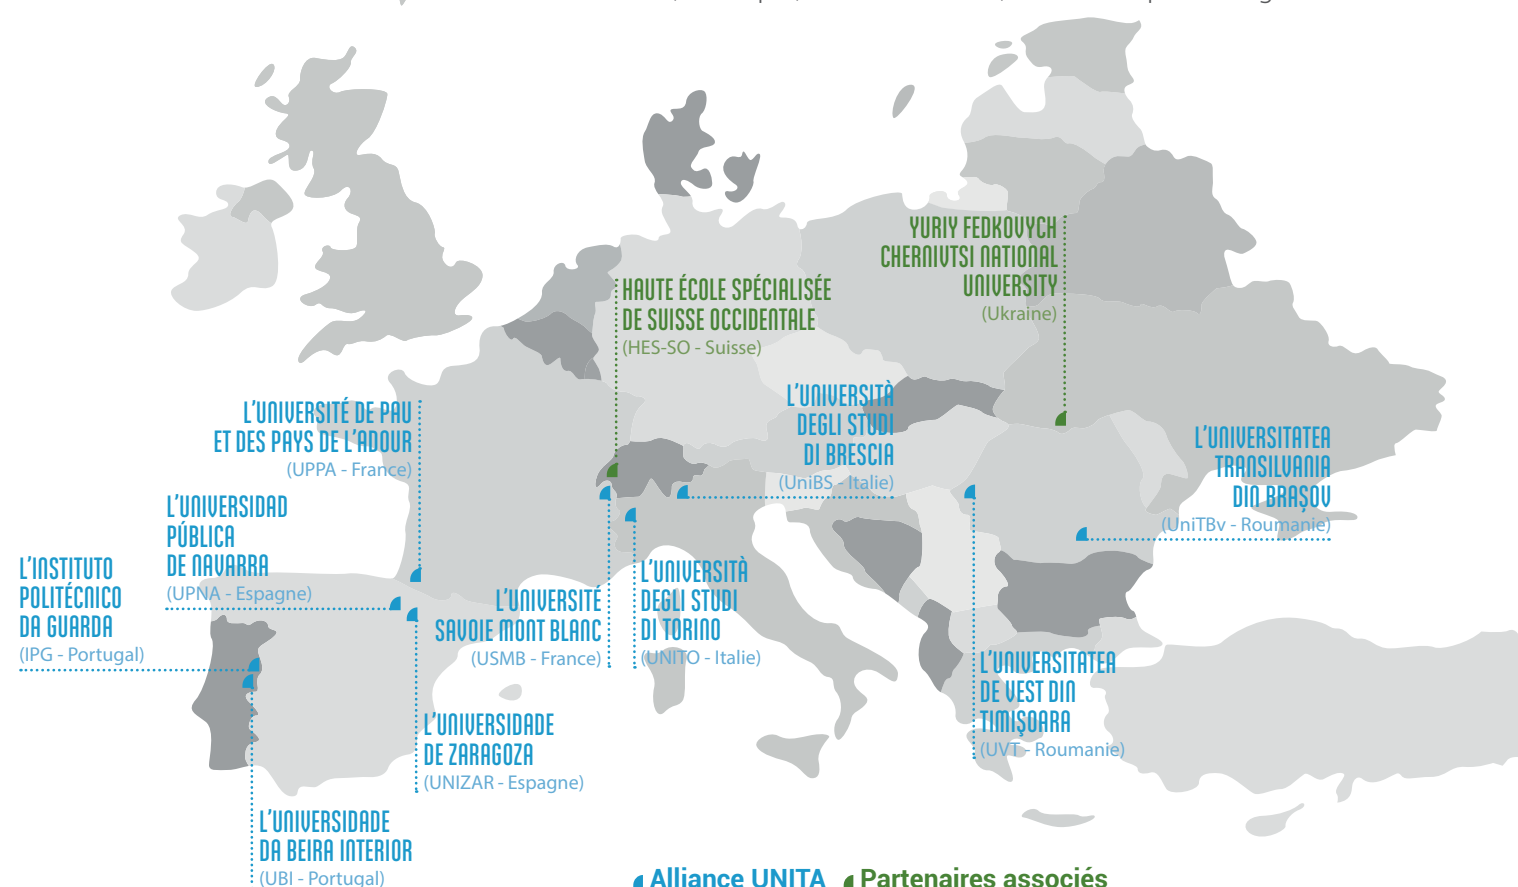 YURIY FEDKOVYCH
CHERNIVTSI NATIONAL
UNIVERSITY
(Ukraine)
HAUTE ÉCOLE SPÉCIALISÉE
DE SUISSE OCCIDENTALE
(HES-SO - Suisse)
L'UNIVERSITÉ DE PAU
ET DES PAYS DE L'ADOUR
(UPPA - France)
L'UNIVERSITÀ
DEGLI STUDI
DI BRESCIA
(UniBS - Italie)
L'UNIVERSITATEA
TRANSILVANIA
DIN BRAȘOV
(UniTBv - Roumanie)
L'UNIVERSIDAD
PÚBLICA
DE NAVARRA
(UPNA - Espagne)
L'INSTITUTO
POLITÉCNICO
DA GUARDA
(IPG - Portugal)
L'UNIVERSITÉ
SAVOIE MONT BLANC
(USMB - France)
L'UNIVERSITÀ
DEGLI STUDI
DI TORINO
(UNITO - Italie)
L'UNIVERSITATEA
DE VEST DIN
TIMIȘOARA
(UVT - Roumanie)
L'UNIVERSIDADE
DE ZARAGOZA
(UNIZAR - Espagne)
L'UNIVERSIDADE
DA BEIRA INTERIOR
(UBI - Portugal)
Alliance UNITA Partenaires associés